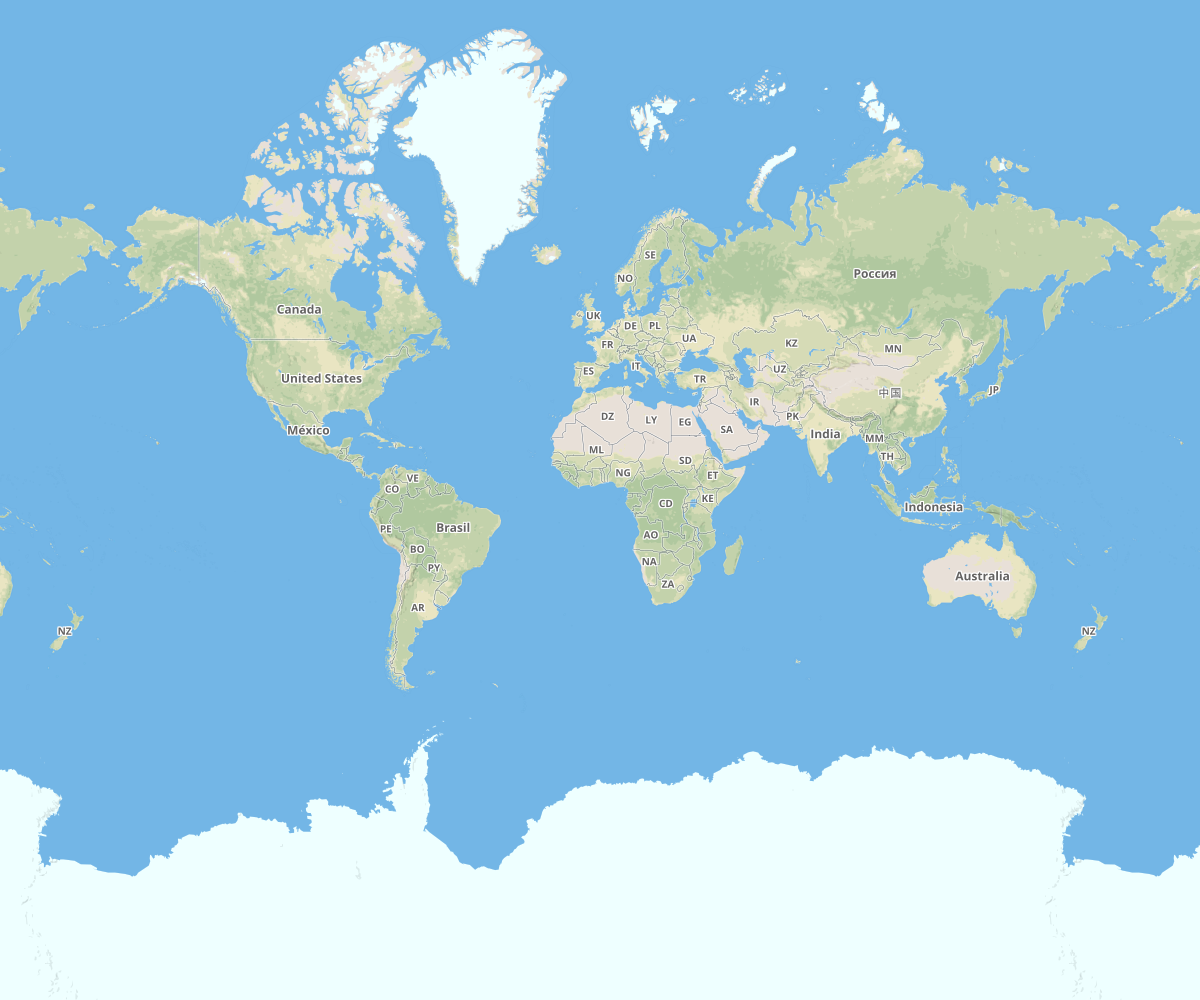 SE
Россия
NO
Canada
UK
DE
PL
UA
FR
KZ
MN
IT
ES
UZ
United States
TR
JP
中国
IR
DZ
PK
LY
EG
SA
México
India
MM
ML
TH
SD
NG
ET
VE
CO
KE
CD
Indonesia
PE
Brasil
AO
BO
NA
PY
Australia
ZA
AR
NZ
NZ